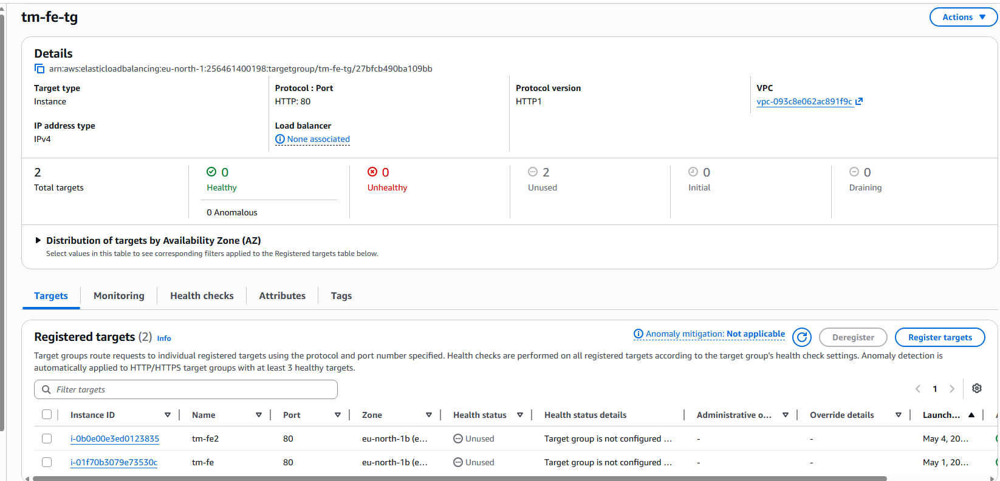 tm-fe-tg
Actions
Details
arn:aws:elasticloadbalancing:eu-north-1:256461400198:targetgroup/tm-fe-tg/27bfcb490ba109bb
Target type
Instance
Protocol : Port
HTTP: 80
Protocol version
HTTP1
VPC
vpc-093c8e062ac891f9c
IP address type
IPv4
Load balancer
None associated
2
Total targets
0
Healthy
0 Anomalous
0
Unhealthy
2
Unused
0
Initial
0
Draining
Distribution of targets by Availability Zone (AZ)
Select values in this table to see corresponding filters applied to the Registered targets table below.
Targets Monitoring Health checks Attributes Tags
Registered targets (2) Info
Anomaly mitigation: Not applicable
Deregister
Register targets
Target groups route requests to individual registered targets using the protocol and port number specified. Health checks are performed on all registered targets according to the target group's health check settings. Anomaly detection is
automatically applied to HTTP/HTTPS target groups with at least 3 healthy targets.
Filter targets
1
Instance ID Name Port Zone Health status Health status details Administrative o... Override details Launch...
i-0b0e00e3ed0123835 tm-fe2 80 eu-north-1b (e... Unused Target group is not configured ... - - May 4, 20...
i-01f70b3079e73530c tm-fe 80 eu-north-1b (e... Unused Target group is not configured ... - - May 1, 20...